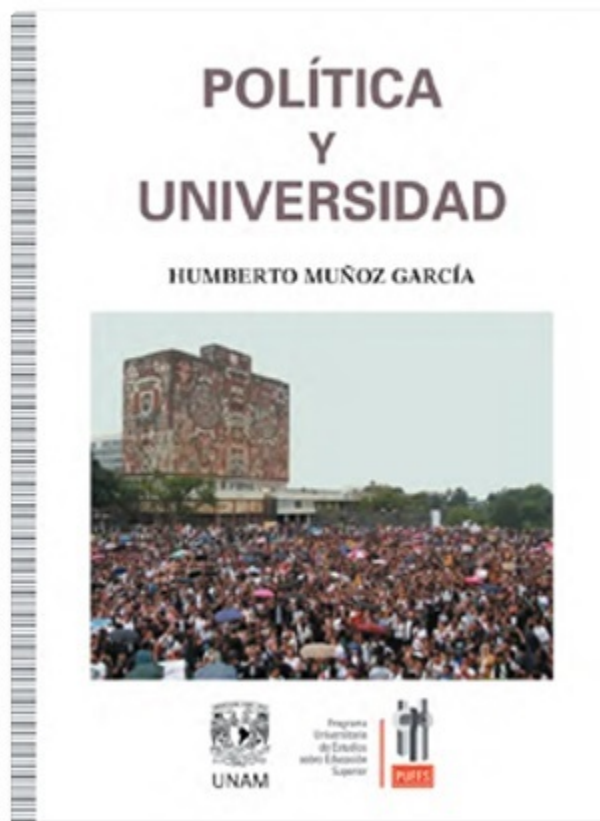 POLÍTICA
Y
UNIVERSIDAD
HUMBERTO MUÑOZ GARCÍA
UNAM
Programa
Universitario
de Estudios
sobre Educación
Superior
PUEES